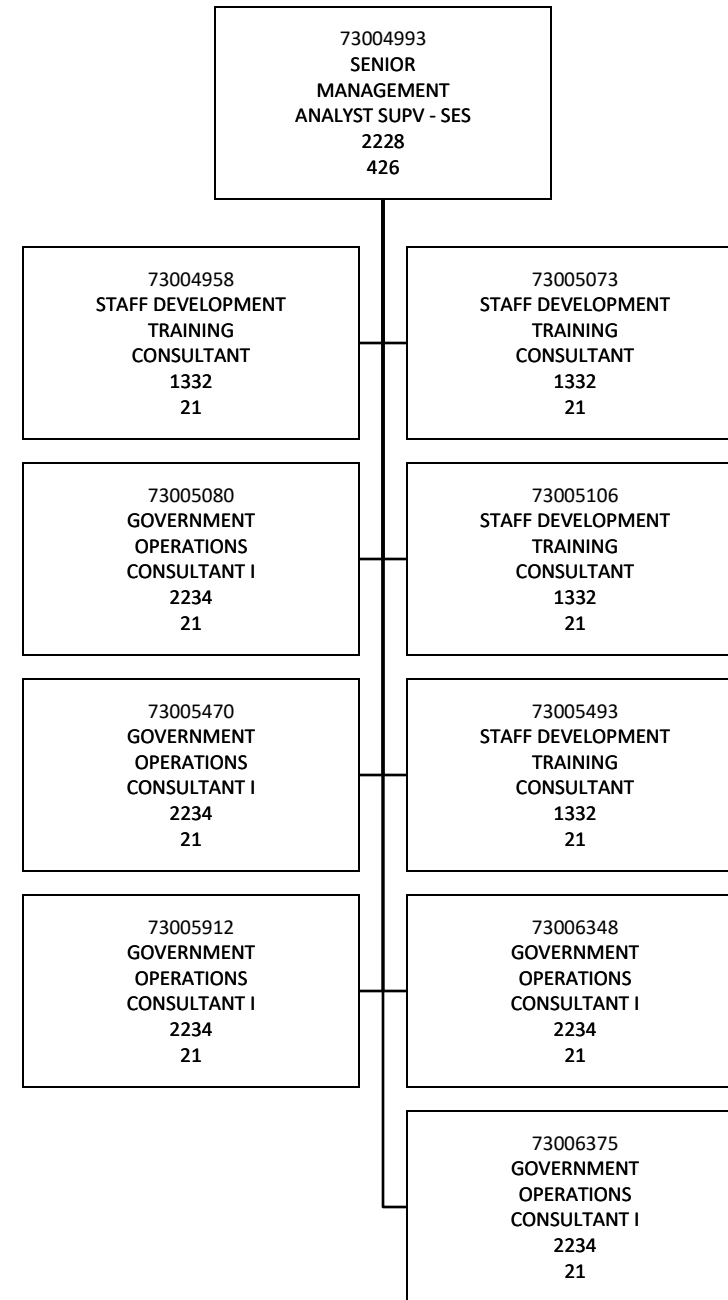 73004993
SENIOR
MANAGEMENT
ANALYST SUPV - SES
2228
426
73004958
STAFF DEVELOPMENT
TRAINING
CONSULTANT
1332
21
73005073
STAFF DEVELOPMENT
TRAINING
CONSULTANT
1332
21
73005080
GOVERNMENT
OPERATIONS
CONSULTANT I
2234
21
73005106
STAFF DEVELOPMENT
TRAINING
CONSULTANT
1332
21
73005470
GOVERNMENT
OPERATIONS
CONSULTANT I
2234
21
73005493
STAFF DEVELOPMENT
TRAINING
CONSULTANT
1332
21
73005912
GOVERNMENT
OPERATIONS
CONSULTANT I
2234
21
73006348
GOVERNMENT
OPERATIONS
CONSULTANT I
2234
21
73006375
GOVERNMENT
OPERATIONS
CONSULTANT I
2234
21